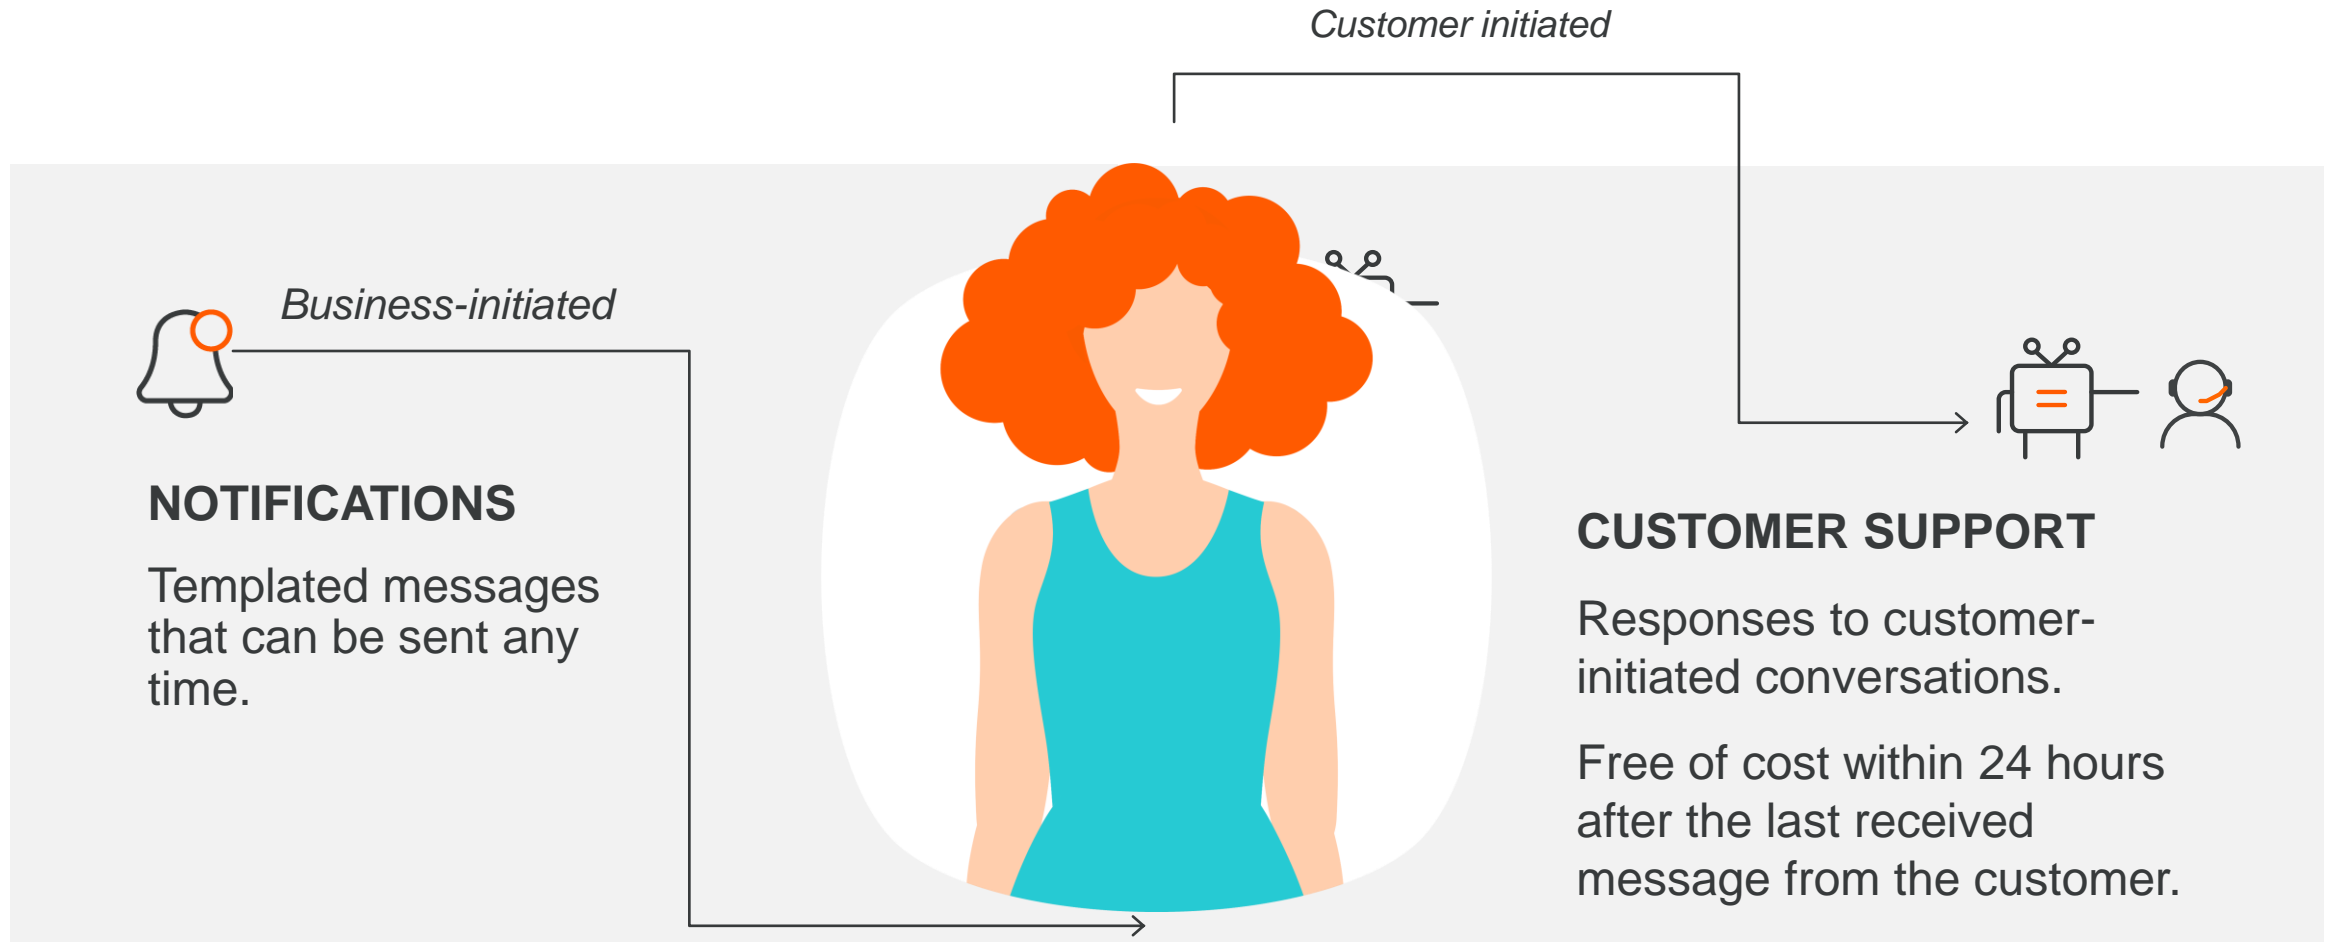 Customer initiated
Business-initiated
NOTIFICATIONS
Templated messages
that can be sent any
time.
CUSTOMER SUPPORT
Responses to customer-
initiated conversations.
Free of cost within 24 hours
after the last received
message from the customer.